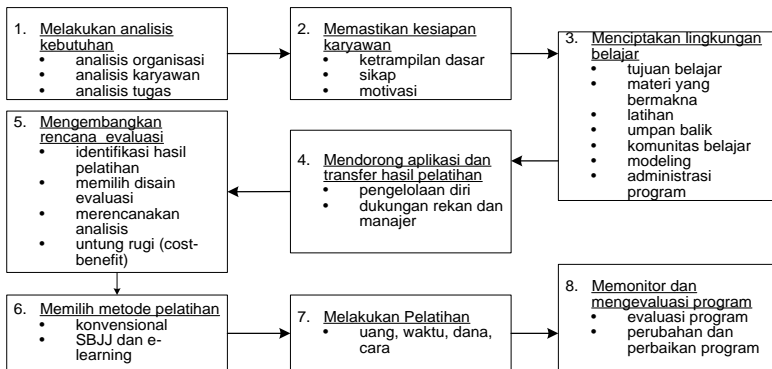 1. Melakukan analisis
kebutuhan
• analisis organisasi
• analisis karyawan
• analisis tugas
2. Memastikan kesiapan
karyawan
• ketrampilan dasar
• sikap
• motivasi
3. Menciptakan lingkungan
belajar
• tujuan belajar
• materi yang
bermakna
• latihan
• umpan balik
• komunitas belajar
• modeling
• administrasi
program
4. Mendorong aplikasi dan
transfer hasil pelatihan
• pengelolaan diri
• dukungan rekan dan
manajer
5. Mengembangkan
rencana evaluasi
• identifikasi hasil
pelatihan
• memilih disain
evaluasi
• merencanakan
analisis
• untung rugi (cost-
benefit)
6. Memilih metode pelatihan
• konvensional
• SBJJ dan e-
learning
7. Melakukan Pelatihan
• uang, waktu, dana,
cara
8. Memonitor dan
mengevaluasi program
• evaluasi program
• perubahan dan
perbaikan program